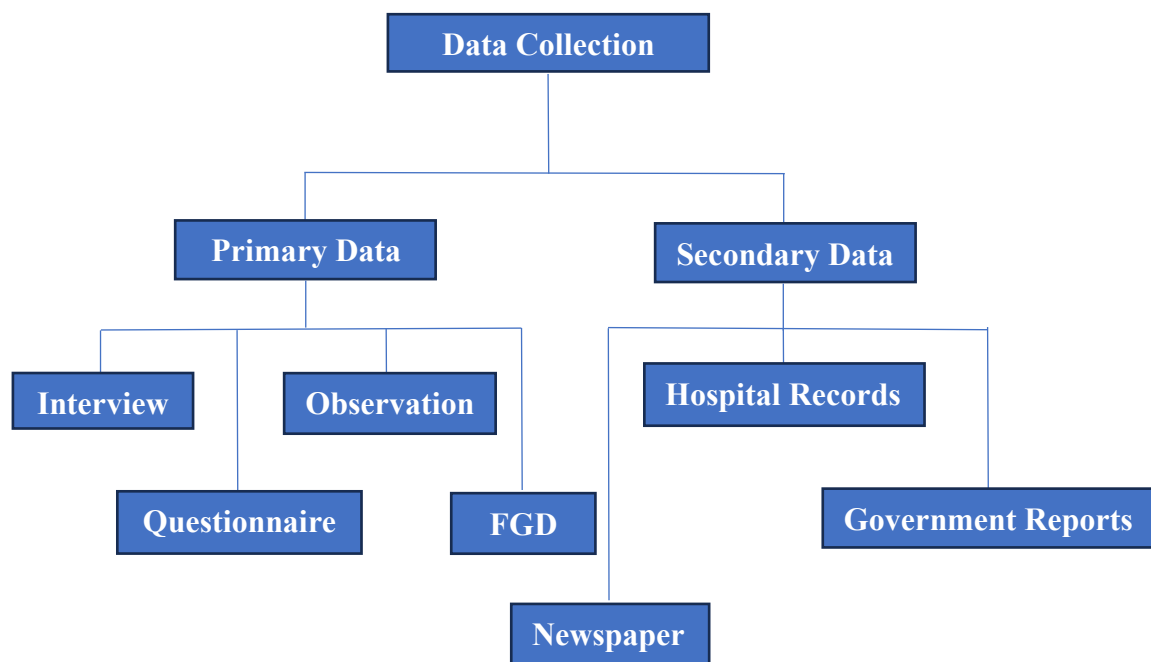 Data Collection
Primary Data
Secondary Data
Interview
Observation
Hospital Records
Questionnaire
FGD
Government Reports
Newspaper